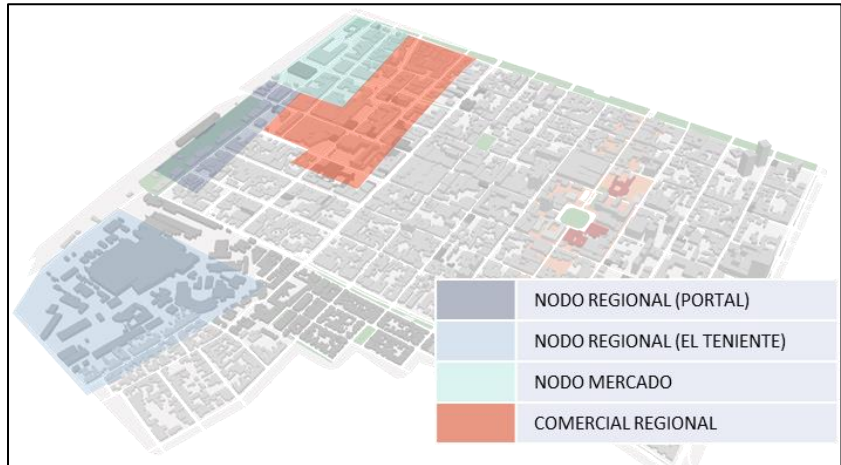 NODO REGIONAL (PORTAL)
NODO REGIONAL (EL TENIENTE)
NODO MERCADO
COMERCIAL REGIONAL